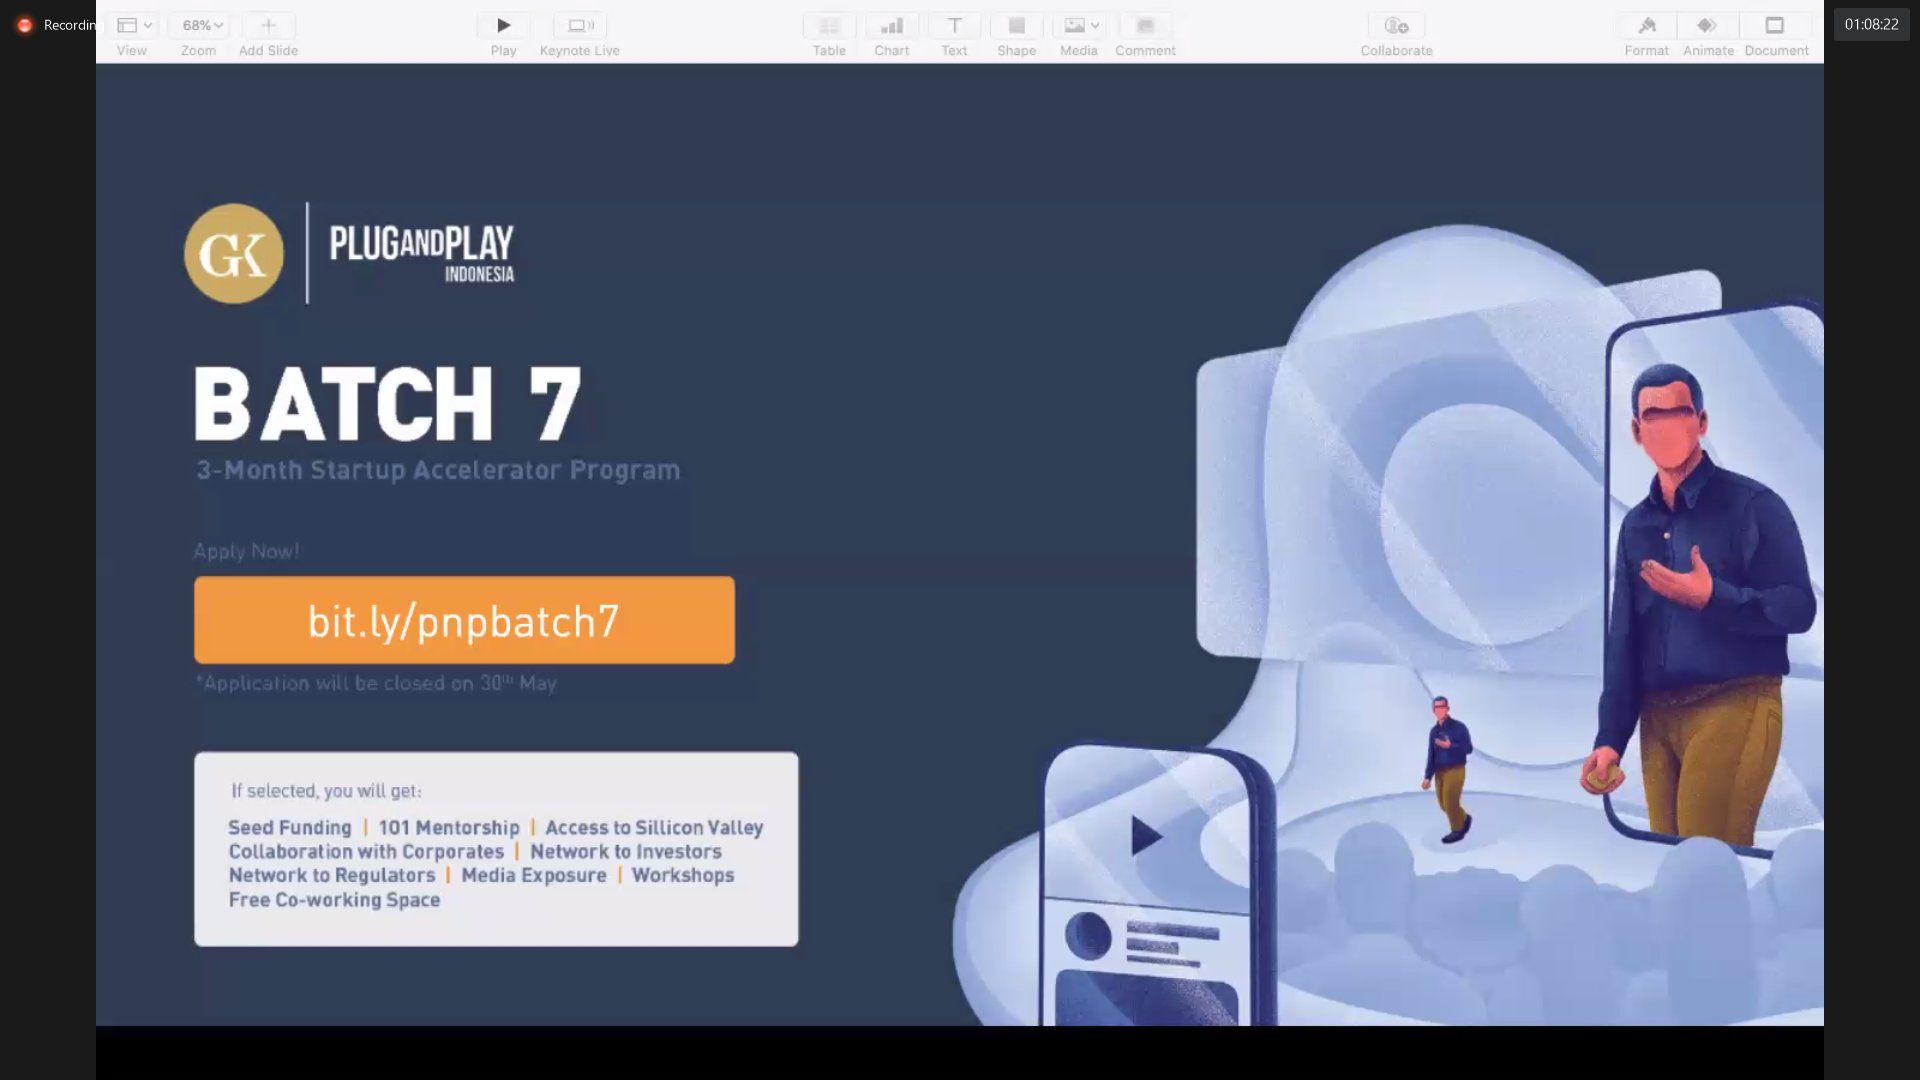 Recordin
68%
View
Zoom
Add Slide
Play
Keynote Live
Table
Chart
Text
Shape
Media
Comment
Collaborate
Format
Animate
Document
01:08:22
GK
PLUGANDPLAY
INDONESIA
BATCH 7
3-Month Startup Accelerator Program
Apply Now!
bit.ly/pnpbatch7
*Application will be closed on 30th May
If selected, you will get:
Seed Funding | 101 Mentorship | Access to Sillicon Valley
Collaboration with Corporates | Network to Investors
Network to Regulators | Media Exposure | Workshops
Free Co-working Space